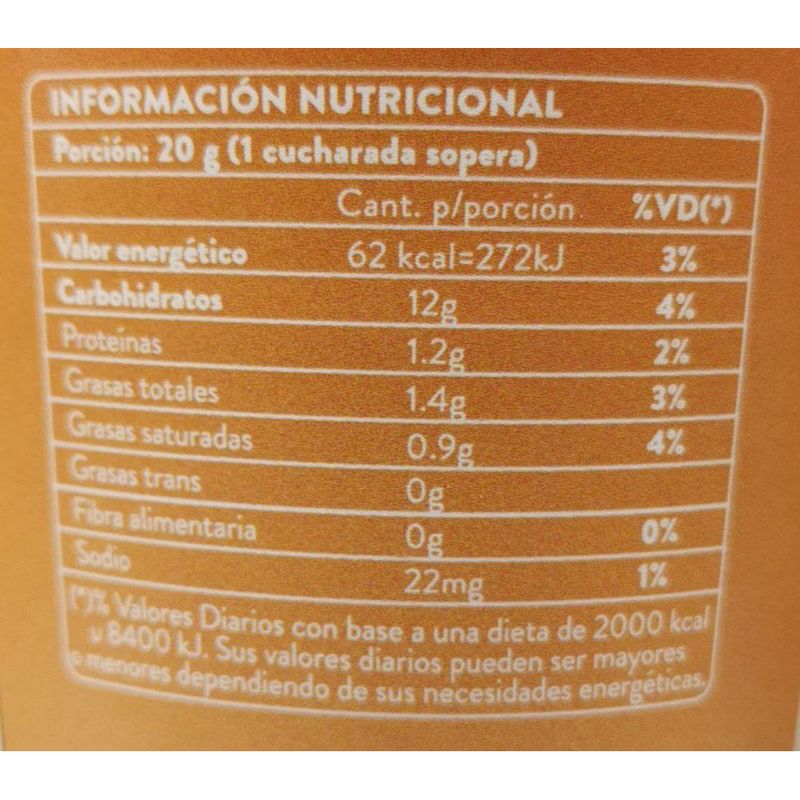 INFORMACIÓN NUTRICIONAL
Porción: 20 g (1 cucharada sopera)
Cant. p/porción %VD(*)
Valor energético 62 kcal=272kJ 3%
Carbohidratos 12g 4%
Proteínas 1.2g 2%
Grasas totales 1.4g 3%
Grasas saturadas 0.9g 4%
Grasas trans 0g
Fibra alimentaria 0g 0%
Sodio 22mg 1%
(*)% Valores Diarios con base a una dieta de 2000 kcal
u 8400 kJ. Sus valores diarios pueden ser mayores
o menores dependiendo de sus necesidades energéticas.